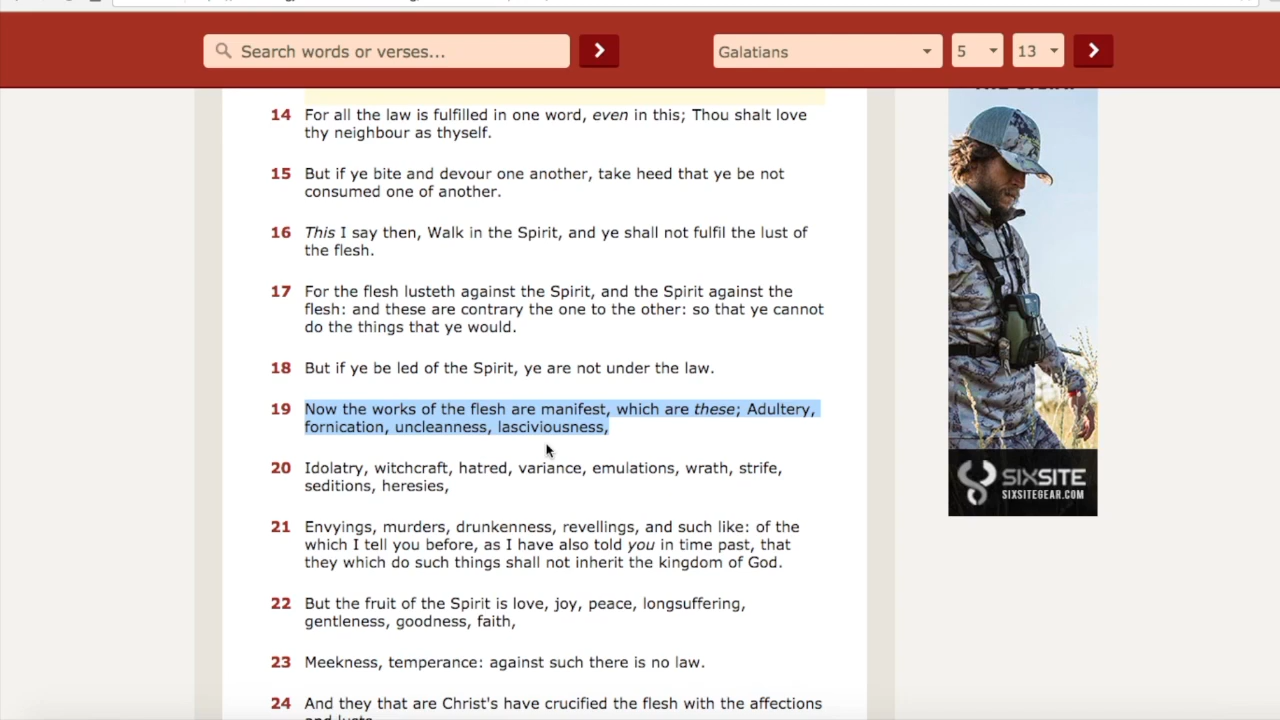 Search words or verses...
Galatians
5
13
14 For all the law is fulfilled in one word, even in this; Thou shalt love
thy neighbour as thyself.
15 But if ye bite and devour one another, take heed that ye be not
consumed one of another.
16 This I say then, Walk in the Spirit, and ye shall not fulfil the lust of
the flesh.
17 For the flesh lusteth against the Spirit, and the Spirit against the
flesh: and these are contrary the one to the other: so that ye cannot
do the things that ye would.
18 But if ye be led of the Spirit, ye are not under the law.
19 Now the works of the flesh are manifest, which are these; Adultery,
fornication, uncleanness, lasciviousness,
20 Idolatry, witchcraft, hatred, variance, emulations, wrath, strife,
seditions, heresies,
21 Envyings, murders, drunkenness, revellings, and such like: of the
which I tell you before, as I have also told you in time past, that
they which do such things shall not inherit the kingdom of God.
22 But the fruit of the Spirit is love, joy, peace, longsuffering,
gentleness, goodness, faith,
23 Meekness, temperance: against such there is no law.
24 And they that are Christ's have crucified the flesh with the affections
and lusts.
SIXSITE
SIXSITEGEAR.COM